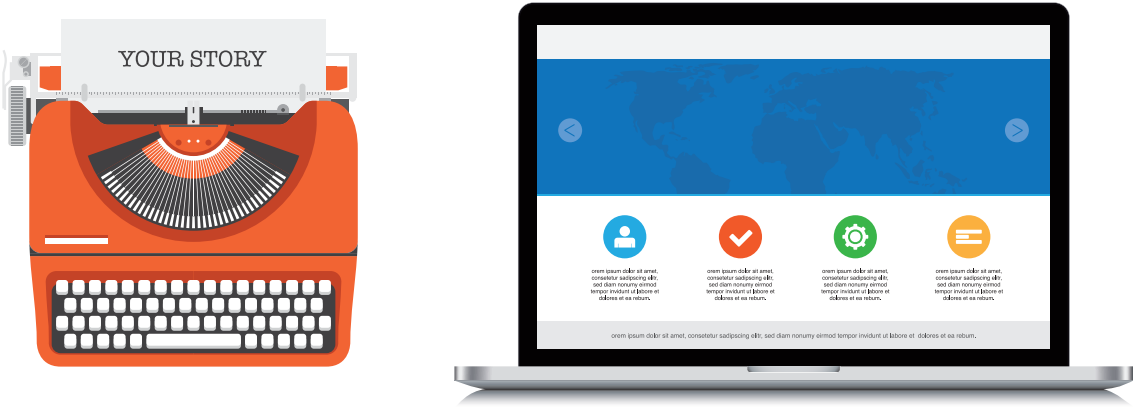 YOUR STORY
orem ipsum dolor sit amet,
consetetur sadipscing elitr,
sed diam nonumy eirmod
tempor invidunt ut labore et
dolores et ea rebum.
orem ipsum dolor sit amet,
consetetur sadipscing elitr,
sed diam nonumy eirmod
tempor invidunt ut labore et
dolores et ea rebum.
orem ipsum dolor sit amet,
consetetur sadipscing elitr,
sed diam nonumy eirmod
tempor invidunt ut labore et
dolores et ea rebum.
orem ipsum dolor sit amet,
consetetur sadipscing elitr,
sed diam nonumy eirmod
tempor invidunt ut labore et
dolores et ea rebum.
orem ipsum dolor sit amet, consetetur sadipscing elitr, sed diam nonumy eirmod tempor invidunt ut labore et dolores et ea rebum.